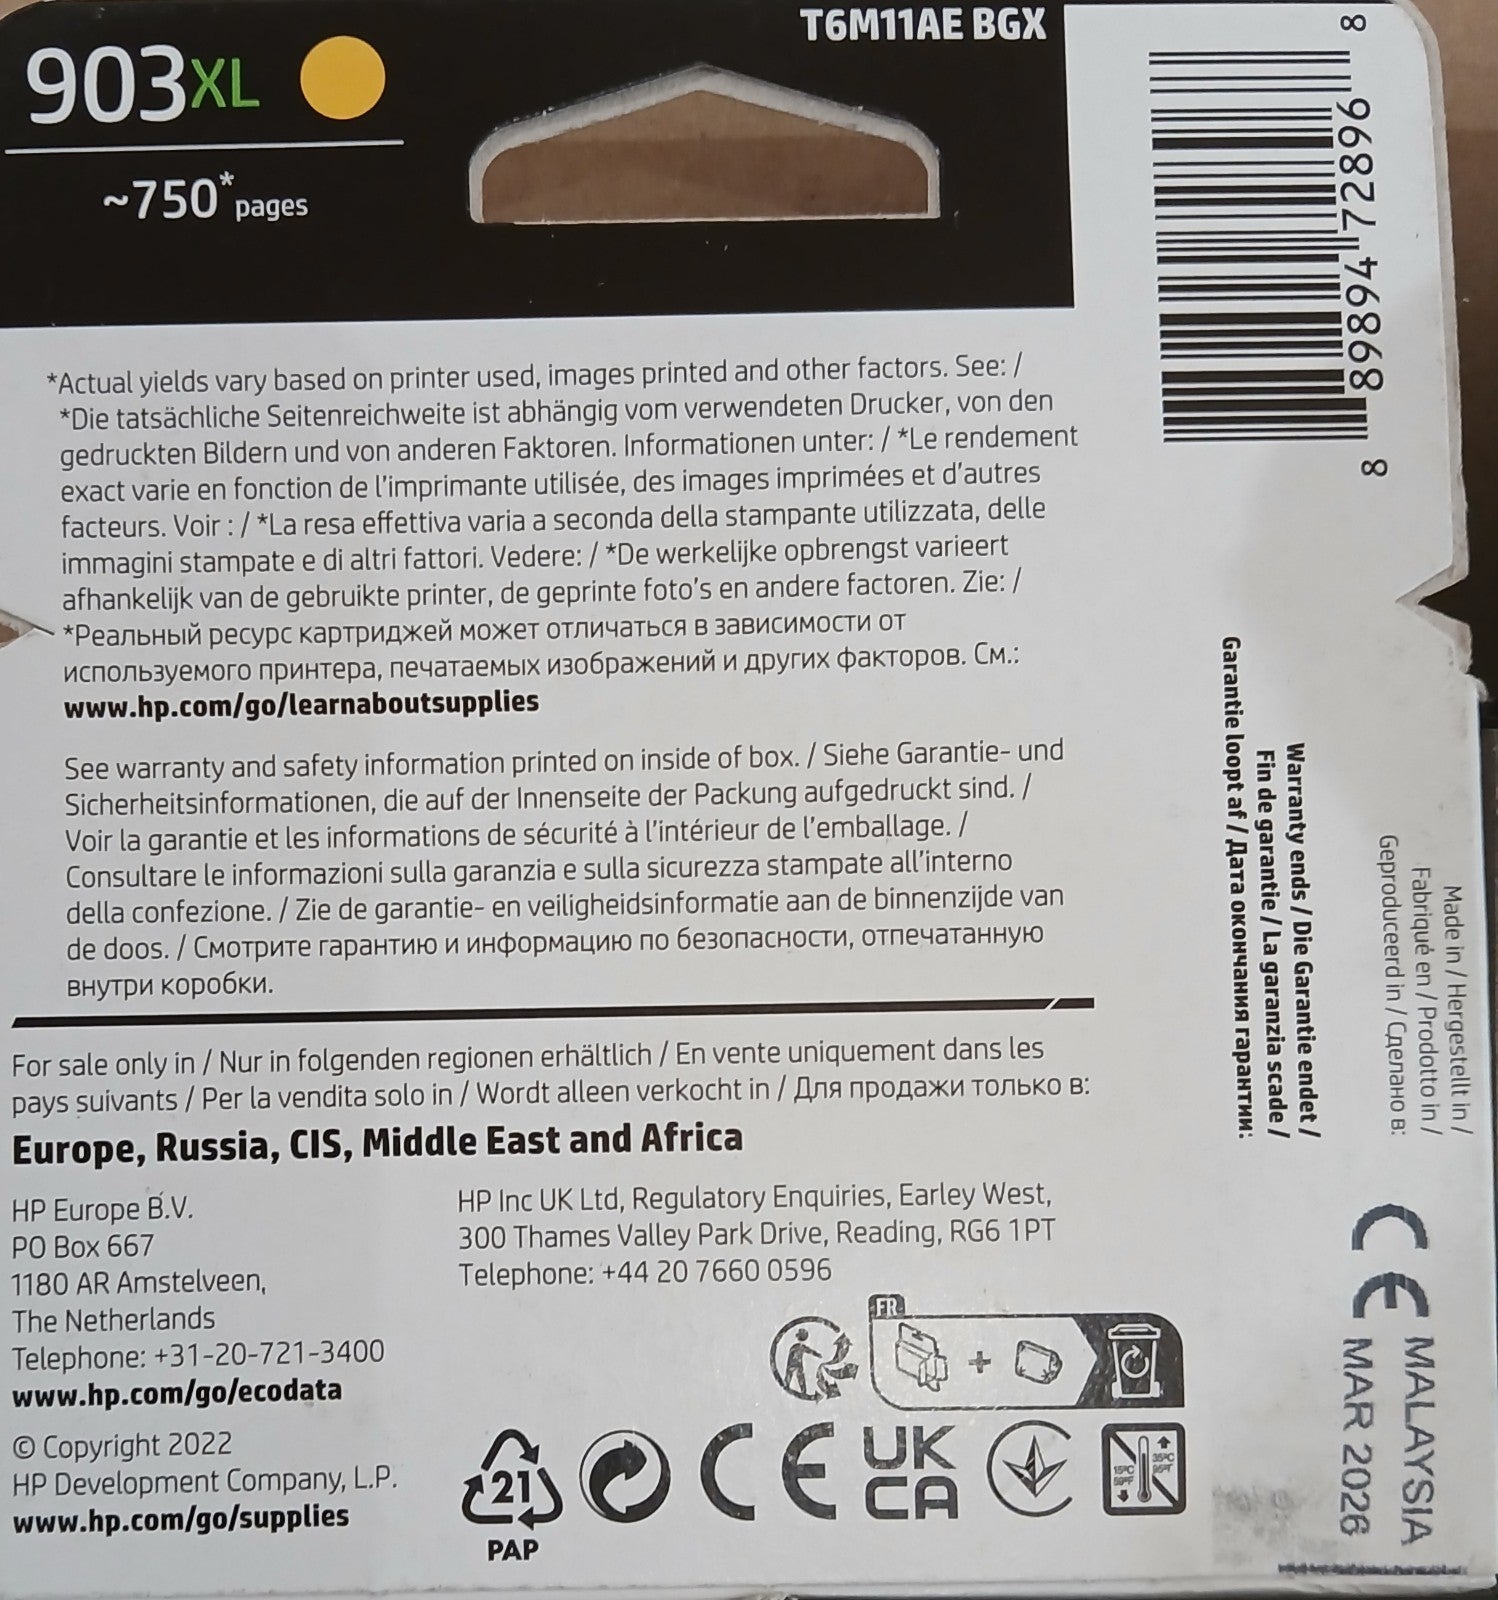 T6M11AE BGX
903XL
~750* pages
*Actual yields vary based on printer used, images printed and other factors. See: /
*Die tatsächliche Seitenreichweite ist abhängig vom verwendeten Drucker, von den
gedruckten Bildern und von anderen Faktoren. Informationen unter: / *Le rendement
exact varie en fonction de l'imprimante utilisée, des images imprimées et d'autres
facteurs. Voir : / *La resa effettiva varia a seconda della stampante utilizzata, delle
immagini stampate e di altri fattori. Vedere: / *De werkelijke opbrengst varieert
afhankelijk van de gebruikte printer, de geprinte foto's en andere factoren. Zie: /
*Реальный ресурс картриджей может отличаться в зависимости от
используемого принтера, печатаемых изображений и других факторов. См.:
www.hp.com/go/learnaboutsupplies
See warranty and safety information printed on inside of box. / Siehe Garantie- und
Sicherheitsinformationen, die auf der Innenseite der Packung aufgedruckt sind. /
Voir la garantie et les informations de sécurité à l'intérieur de l'emballage. /
Consultare le informazioni sulla garanzia e sulla sicurezza stampate all'interno
della confezione. / Zie de garantie- en veiligheidsinformatie aan de binnenzijde van
de doos. / Смотрите гарантию и информацию по безопасности, отпечатанную
внутри коробки.
For sale only in / Nur in folgenden regionen erhältlich / En vente uniquement dans les
pays suivants / Per la vendita solo in / Wordt alleen verkocht in / Для продажи только в:
Europe, Russia, CIS, Middle East and Africa
HP Europe B.V.
PO Box 667
1180 AR Amstelveen,
The Netherlands
Telephone: +31-20-721-3400
www.hp.com/go/ecodata
© Copyright 2022
HP Development Company, L.P.
www.hp.com/go/supplies
HP Inc UK Ltd, Regulatory Enquiries, Earley West,
300 Thames Valley Park Drive, Reading, RG6 1PT
Telephone: +44 20 7660 0596
FR
+
21
PAP
CE
UK
CA
35°C
95°F
15°C
59°F
8 89894 72896 8
Warranty ends / Die Garantie endet /
Fin de garantie / La garanzia scade /
Garantie loopt af / Дата окончания гарантии:
Made in / Hergestellt in /
Fabriqué en / Prodotto in /
Geproduceerd in / Сделано в:
CE
MALAYSIA
MAR 2026